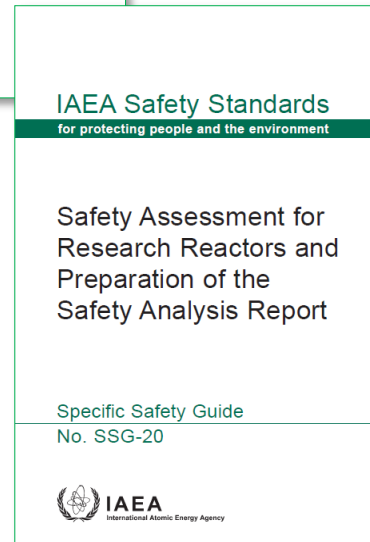 IAEA Safety Standards
for protecting people and the environment
Safety Assessment for
Research Reactors and
Preparation of the
Safety Analysis Report
Specific Safety Guide
No. SSG-20
IAEA
International Atomic Energy Agency